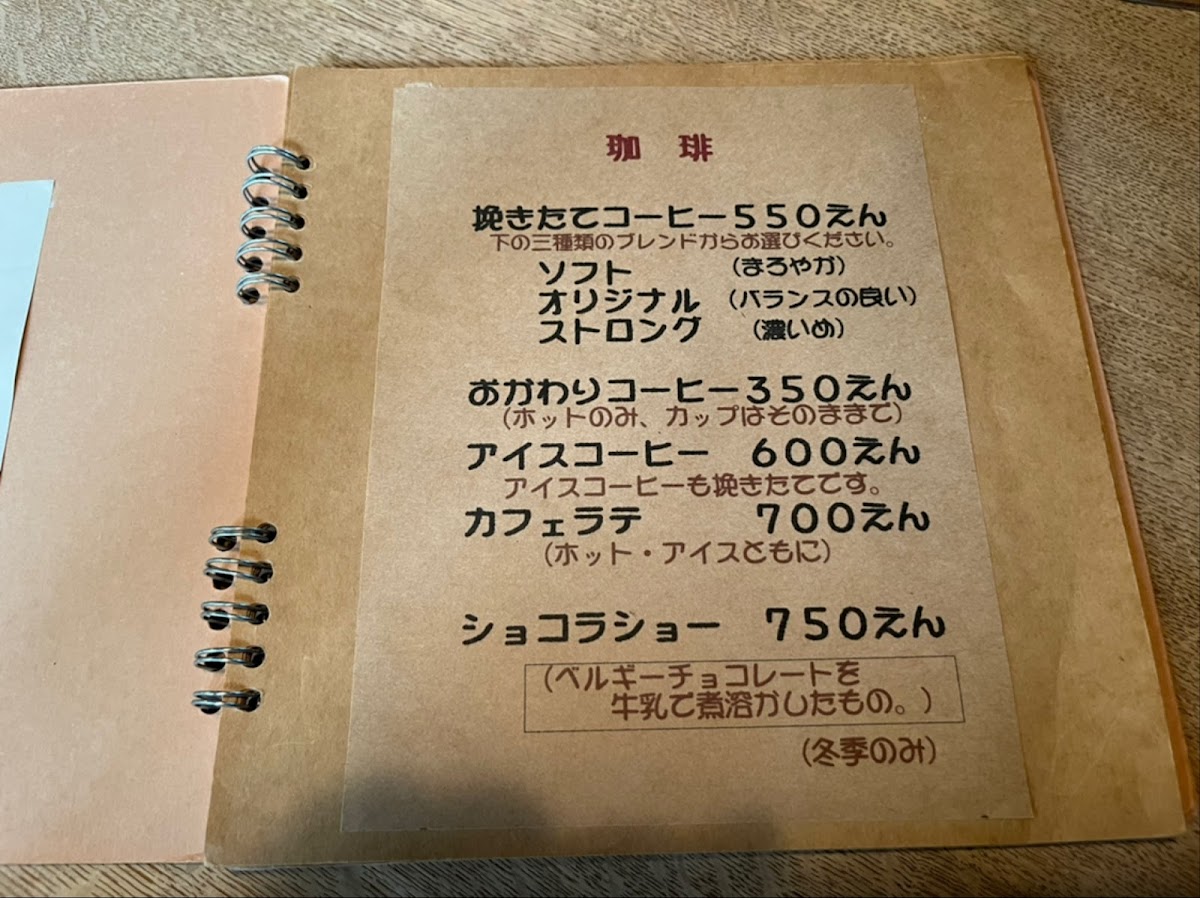 珈 琲
挽きたてコーヒー５５０えん
下の三種類のブレンドからお選びください。
ソフト （まろやか）
オリジナル （バランスの良い）
ストロング （濃いめ）
おかわりコーヒー３５０えん
（ホットのみ、カップはそのままで）
アイスコーヒー ６００えん
アイスコーヒーも挽きたてです。
カフェラテ ７００えん
（ホット・アイスともに）
ショコラショー ７５０えん
（ベルギーチョコレートを
牛乳で煮溶かしたもの。）
（冬季のみ）